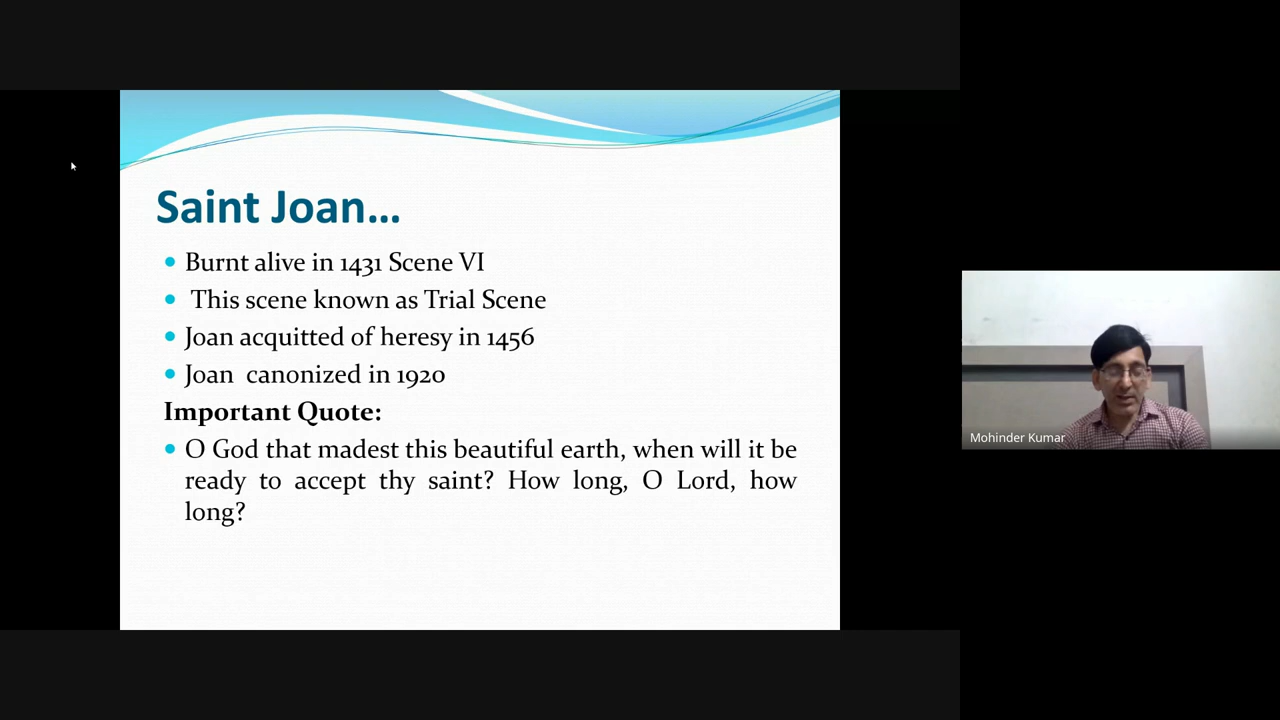 Saint Joan...
Burnt alive in 1431 Scene VI
This scene known as Trial Scene
Joan acquitted of heresy in 1456
Joan canonized in 1920
Important Quote:
O God that madest this beautiful earth, when will it be
ready to accept thy saint? How long, O Lord, how
long?
Mohinder Kumar